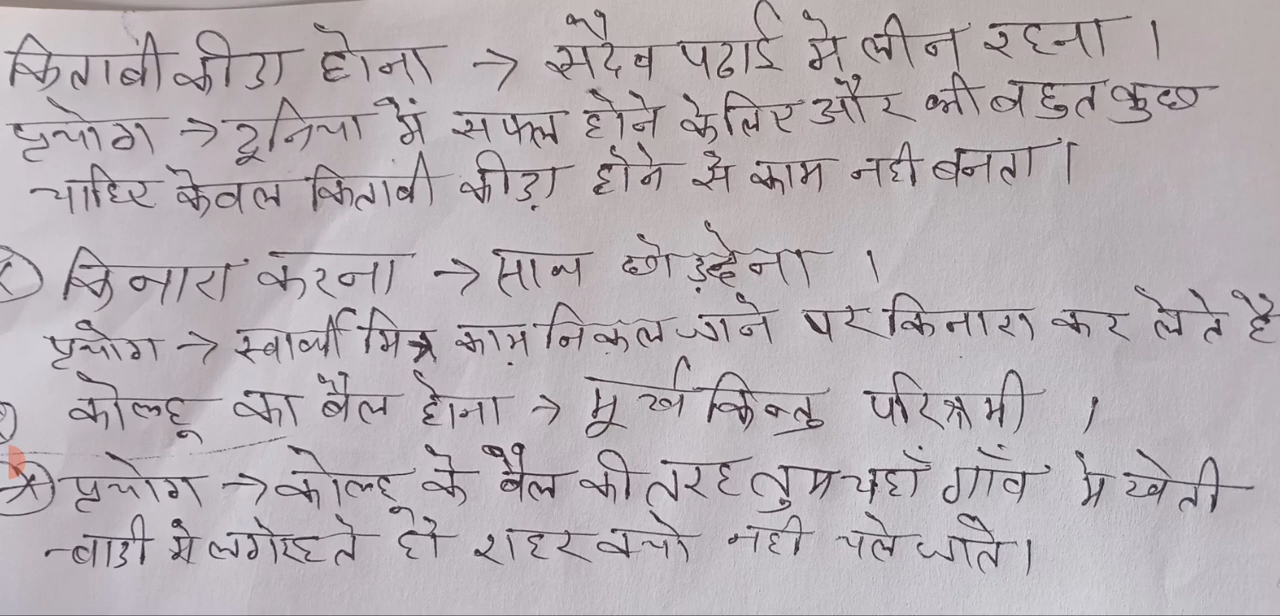 किताबी कीडा होना → सदैव पढाई मे लीन रहना ।
प्रयोग → दूनिया में सफल होने के लिए और भी बहुत कुछ
चाहिए केवल किताबी कीड़ा होने से काम नही बनता ।
किनारा करना → साथ छोड़देना ।
प्रयोग → स्वार्थी मित्र काम निकल जाने पर किनारा कर लेते है
कोल्हू का बैल होना → मूर्ख किन्तु परिश्रमी ।
प्रयोग → कोल्हू के बैल की तरह तुम यहाँ गाँव मे खेती
बाडी मे लगे रहते हो शहर क्यो नही चले जाते।